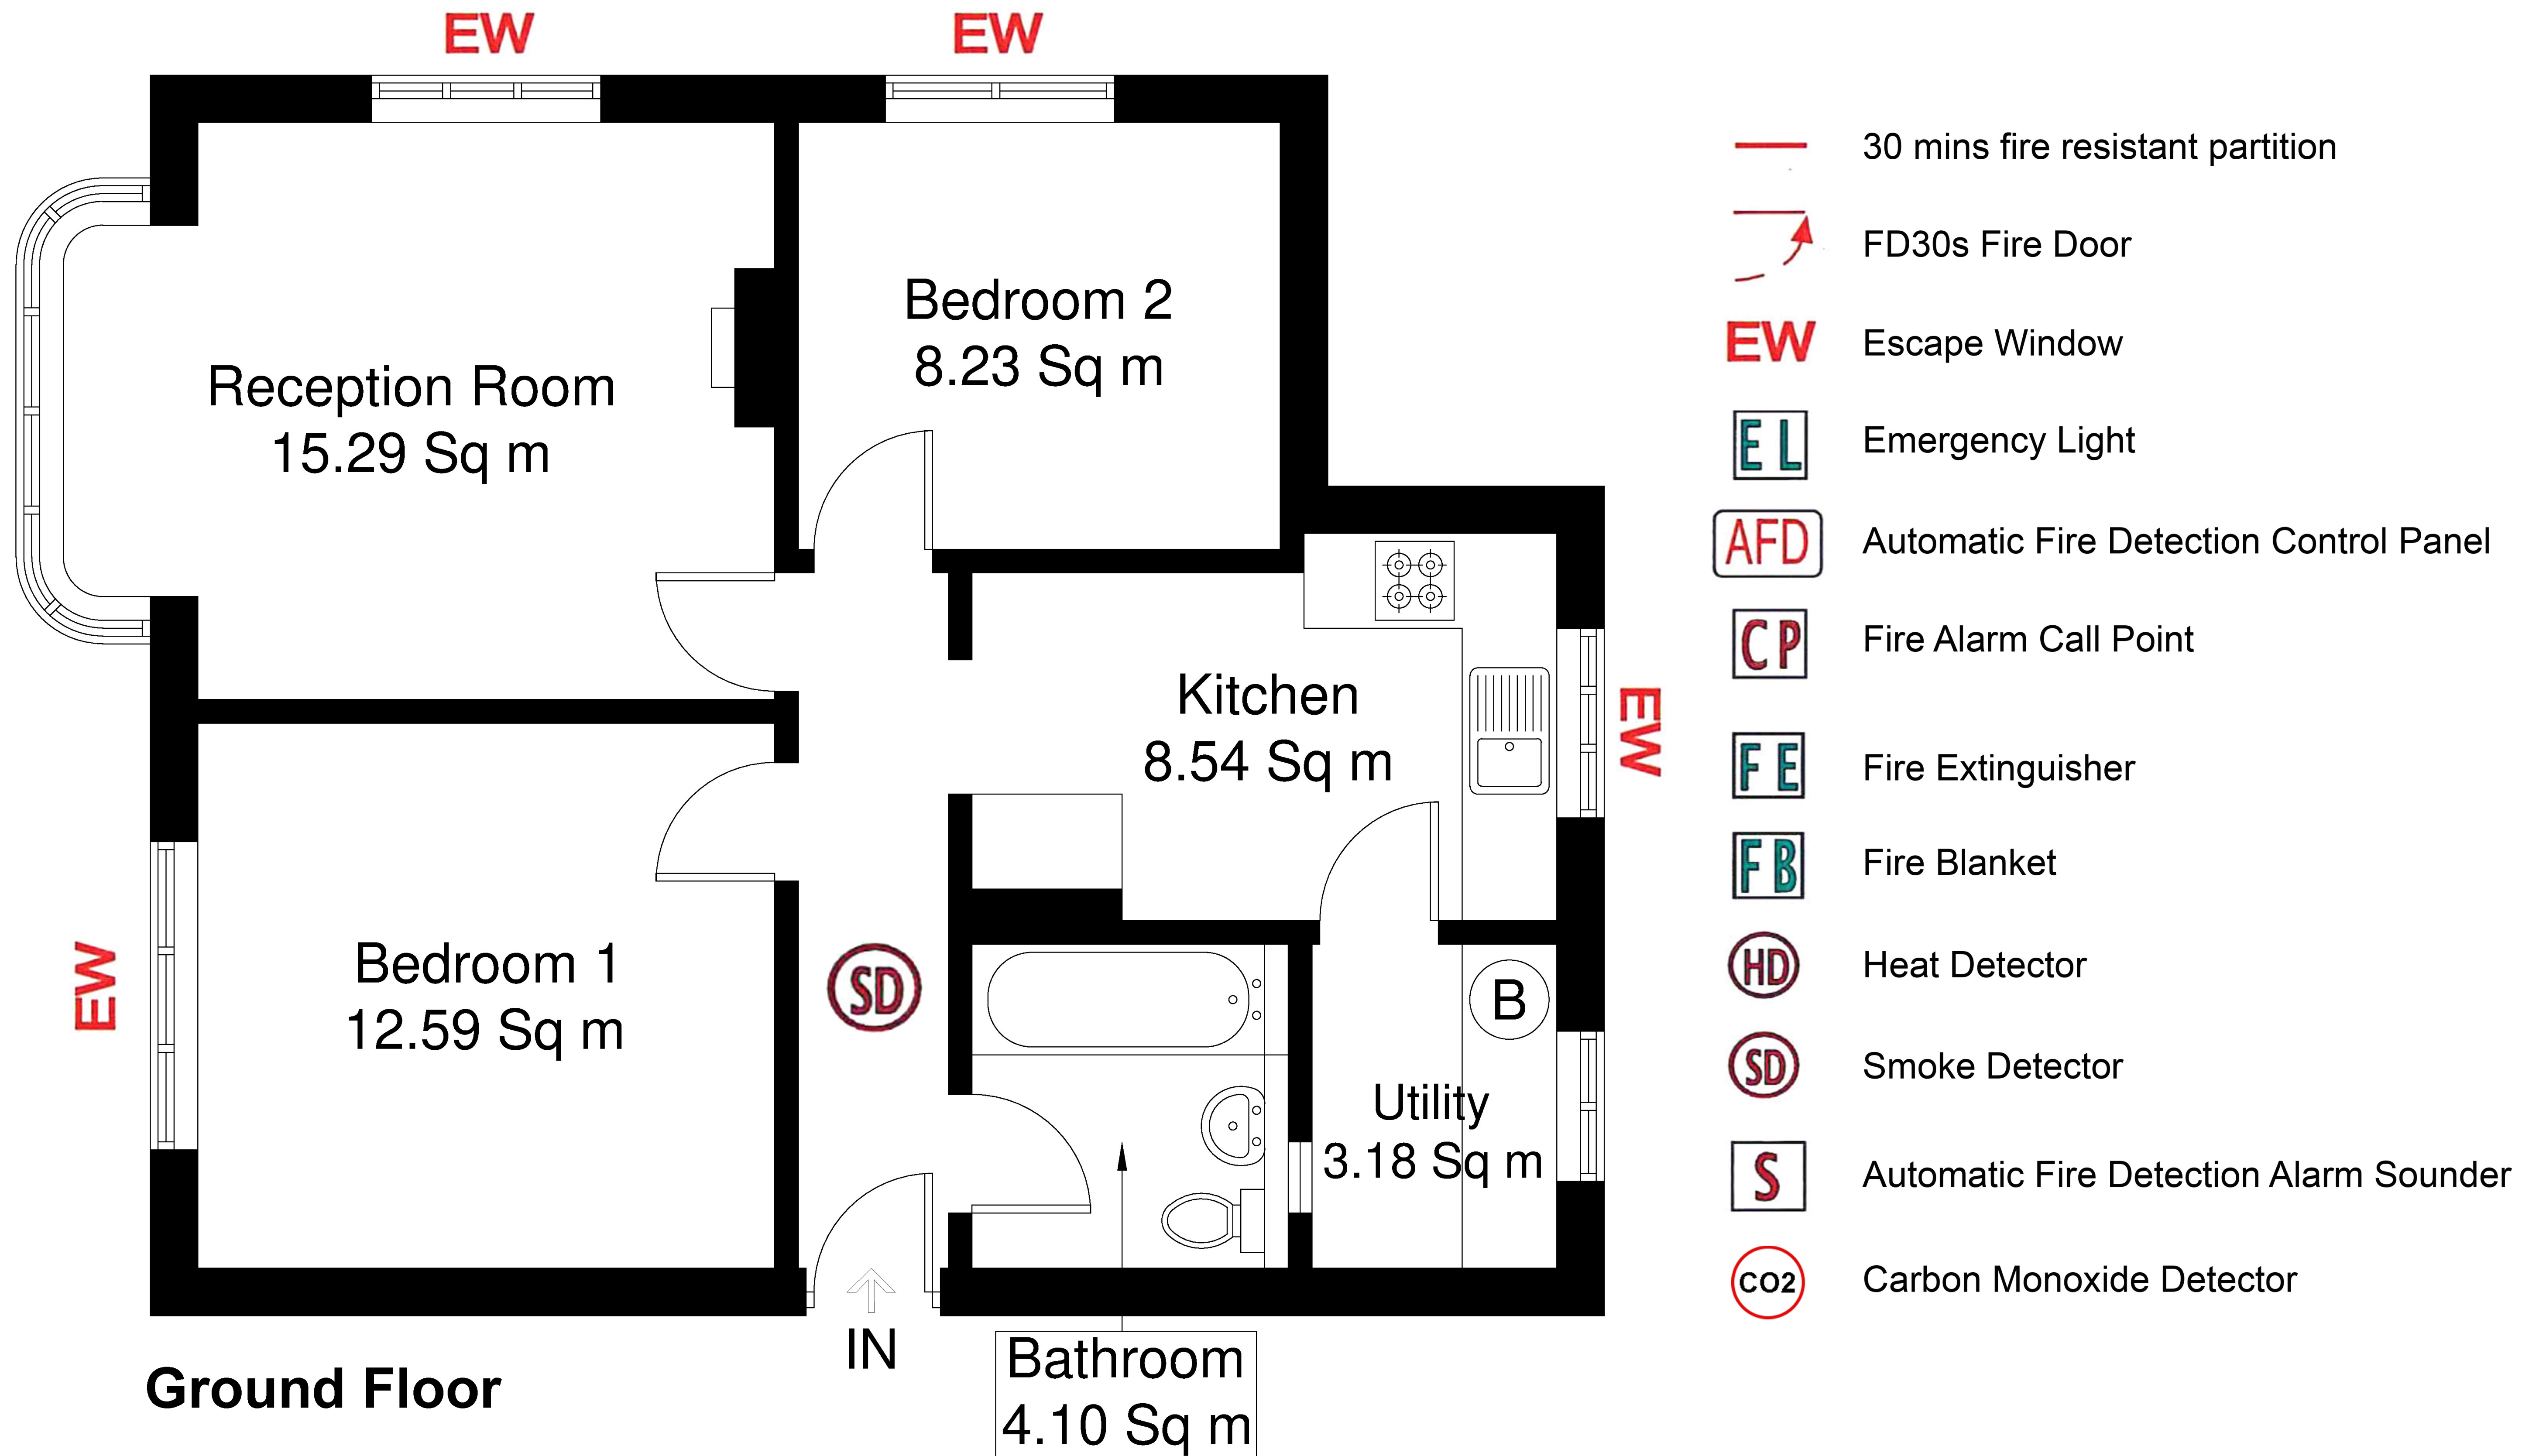 EW
EW
Bedroom 2
8.23 Sq m
Reception Room
15.29 Sq m
Kitchen
8.54 Sq m
EW
Bedroom 1
12.59 Sq m
EW
SD
B
Utility
3.18 Sq m
IN
Bathroom
4.10 Sq m
Ground Floor
30 mins fire resistant partition
FD30s Fire Door
EW Escape Window
EL Emergency Light
AFD Automatic Fire Detection Control Panel
CP Fire Alarm Call Point
FE Fire Extinguisher
FB Fire Blanket
HD Heat Detector
SD Smoke Detector
S Automatic Fire Detection Alarm Sounder
CO2 Carbon Monoxide Detector